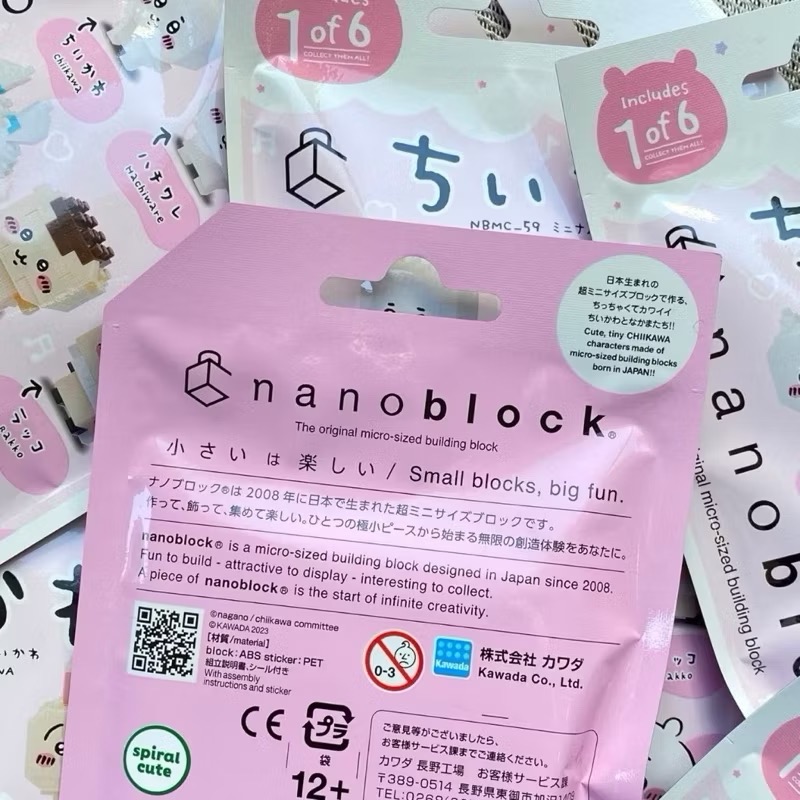 ちいかわ
Chiikawa
ハチワレ
Hachiware
ラッコ
Rakko
1 of 6
COLLECT THEM ALL!
ちい
NBMC_59 ミニナ
Includes
1 of 6
COLLECT THEM ALL!
日本生まれの
超ミニサイズブロックで作る、
ちっちゃくてカワイイ
ちいかわとなかまたち!!
Cute, tiny CHIIKAWA
characters made of
micro-sized building blocks
born in JAPAN!!
nanoblock®
The original micro-sized building block
小さいは楽しい / Small blocks, big fun.
ナノブロック®は2008年に日本で生まれた超ミニサイズブロックです。
作って、飾って、集めて楽しい。ひとつの極小ピースから始まる無限の創造体験をあなたに。
nanoblock® is a micro-sized building block designed in Japan since 2008.
Fun to build - attractive to display - interesting to collect.
A piece of nanoblock® is the start of infinite creativity.
©nagano / chiikawa committee
©KAWADA 2023
【材質/material】
block:ABS sticker:PET
組立説明書、シール付き
With assembly
instructions and sticker
0-3
Kawada
株式会社 カワダ
Kawada Co., Ltd.
spiral
cute
CE
プラ
袋
12+
ご意見等がございましたら、
お客様サービス課までご連絡ください。
カワダ 長野工場 お客様サービス課
〒389-0514 長野県東御市加沢
nanob
inal micro-sized building block